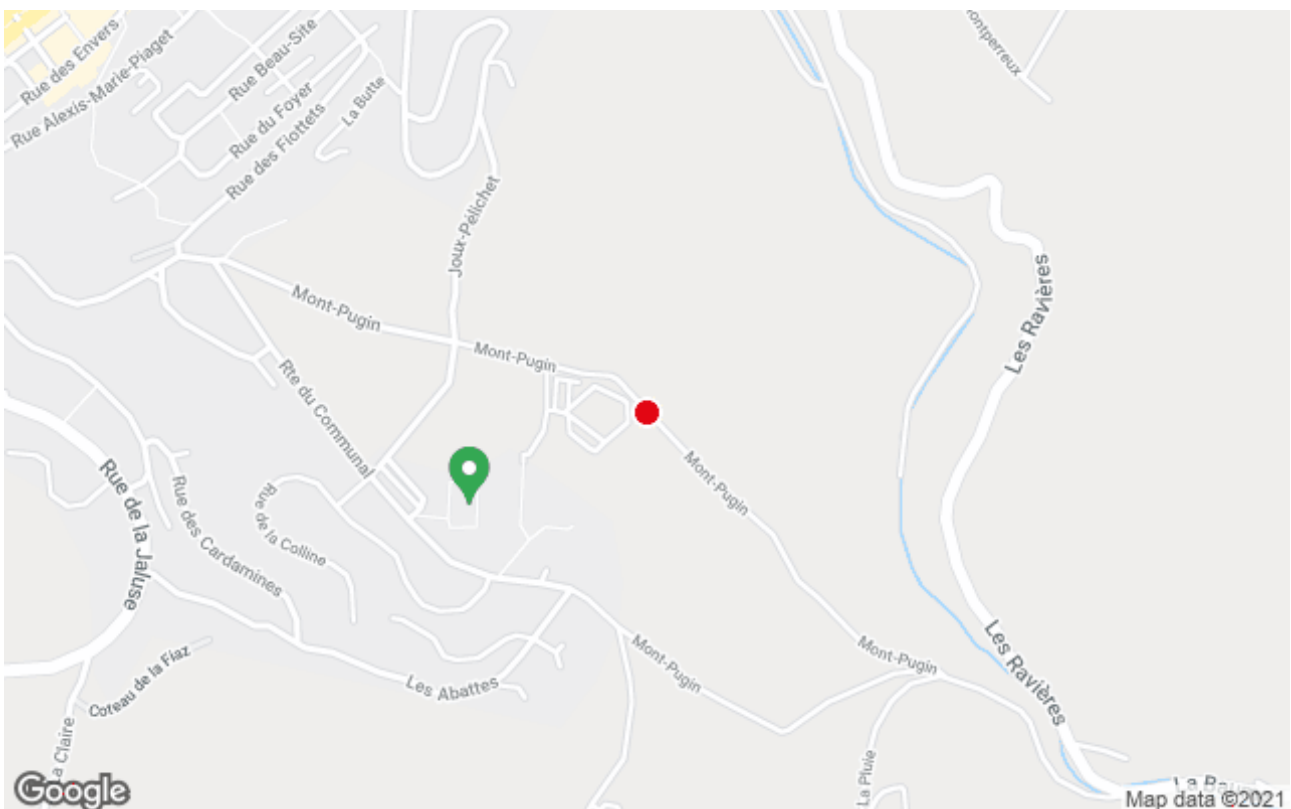 Rue des Envers
Rue Alexis-Marie-Piaget
Rue Beau-Site
Rue du Foyer
La Butte
Rue des Fiottets
Joux-Pélichet
Les Ravières
Mont-Pugin
Mont-Pugin
Rte du Communal
Mont-Pugin
Rue de la Jaluse
Rue des Cardamines
Rue de la Colline
Les Ravières
Mont-Pugin
Mont-Pugin
Coteau de la Fiaz
Les Abattes
La Claire
La Pluie
Google
Map data ©2021